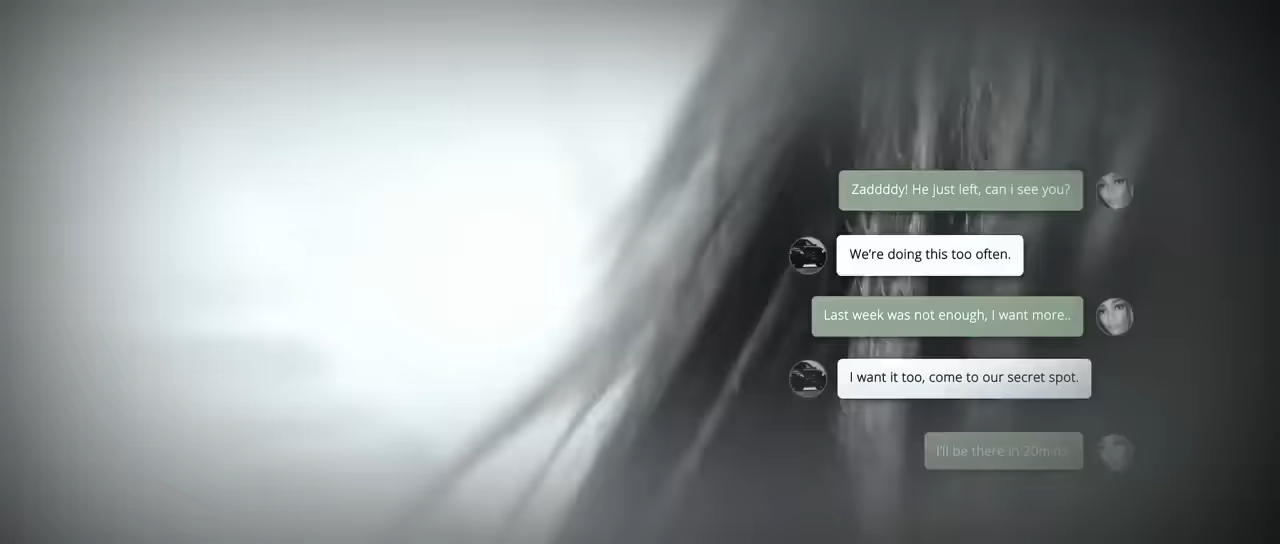 Zaddddy! He just left, can i see you?
We're doing this too often.
Last week was not enough, I want more..
I want it too, come to our secret spot.
I'll be there in 20mins